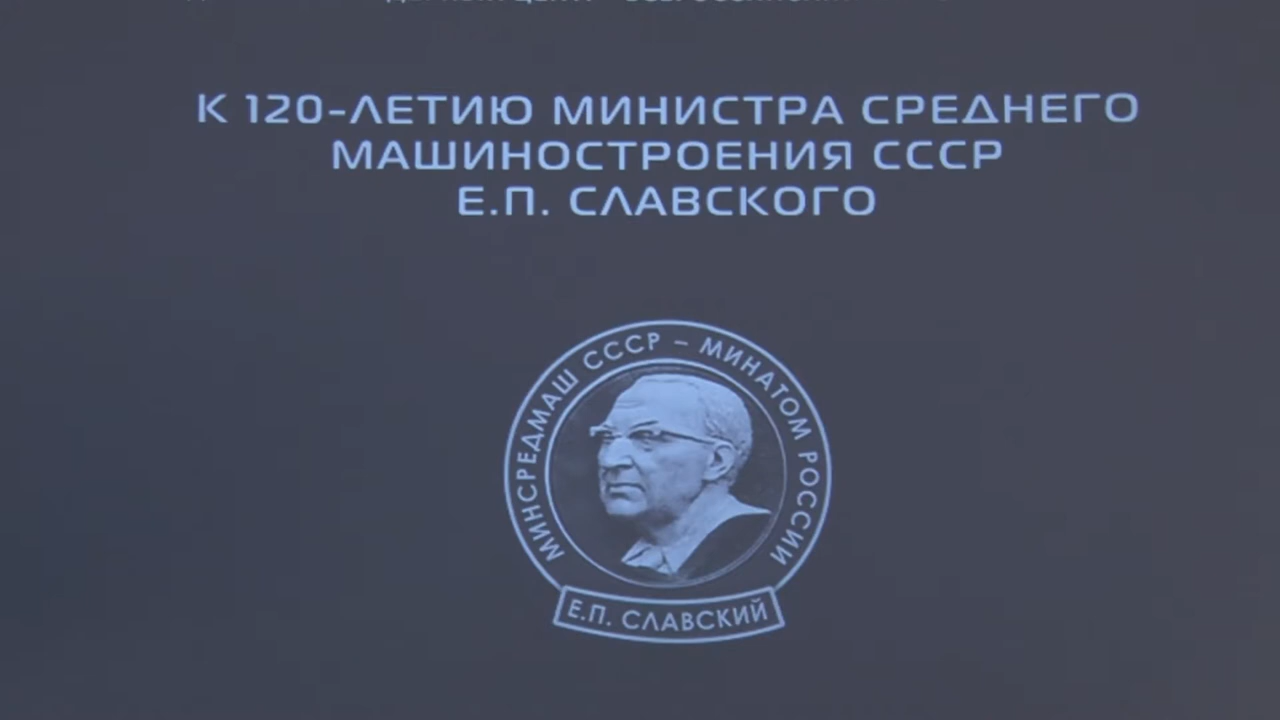 К 120-ЛЕТИЮ МИНИСТРА СРЕДНЕГО
МАШИНОСТРОЕНИЯ СССР
Е.П. СЛАВСКОГО
МИНСРЕДМАШ СССР – МИНАТОМ РОССИИ
Е.П. СЛАВСКИЙ